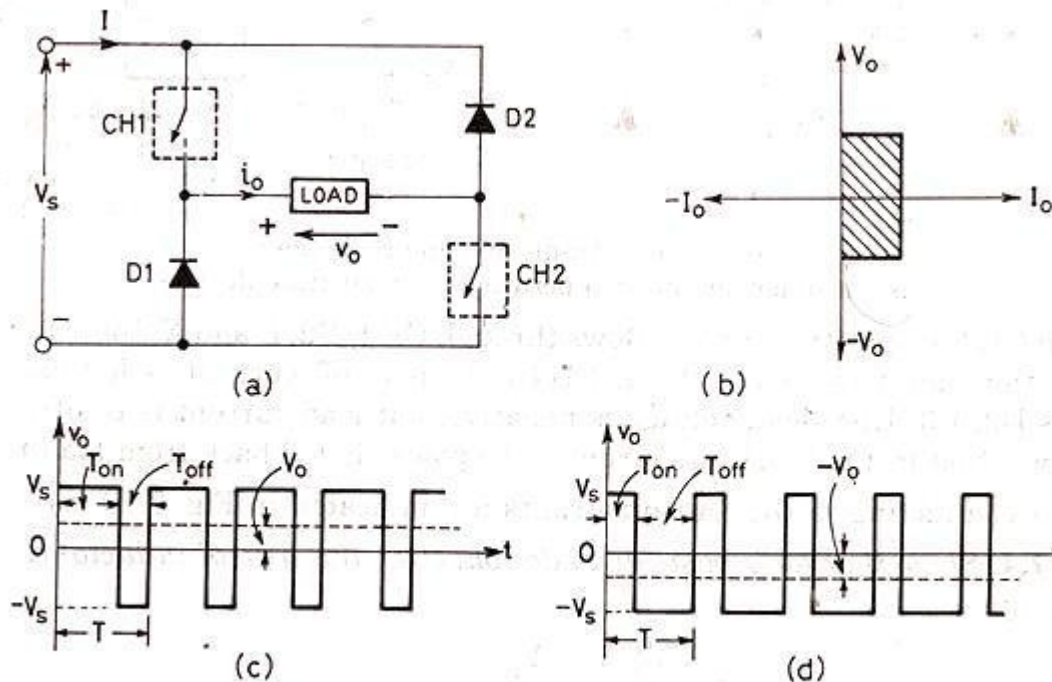 I
+
CH1
D2
Vs
io
LOAD
+
−
vo
D1
CH2
−
(a)
Vo
-Io
Io
-Vo
(b)
vo
Ton
Toff
Vo
Vs
0
t
-Vs
T
(c)
vo
Ton
Toff
-Vo
Vs
0
-Vs
T
(d)